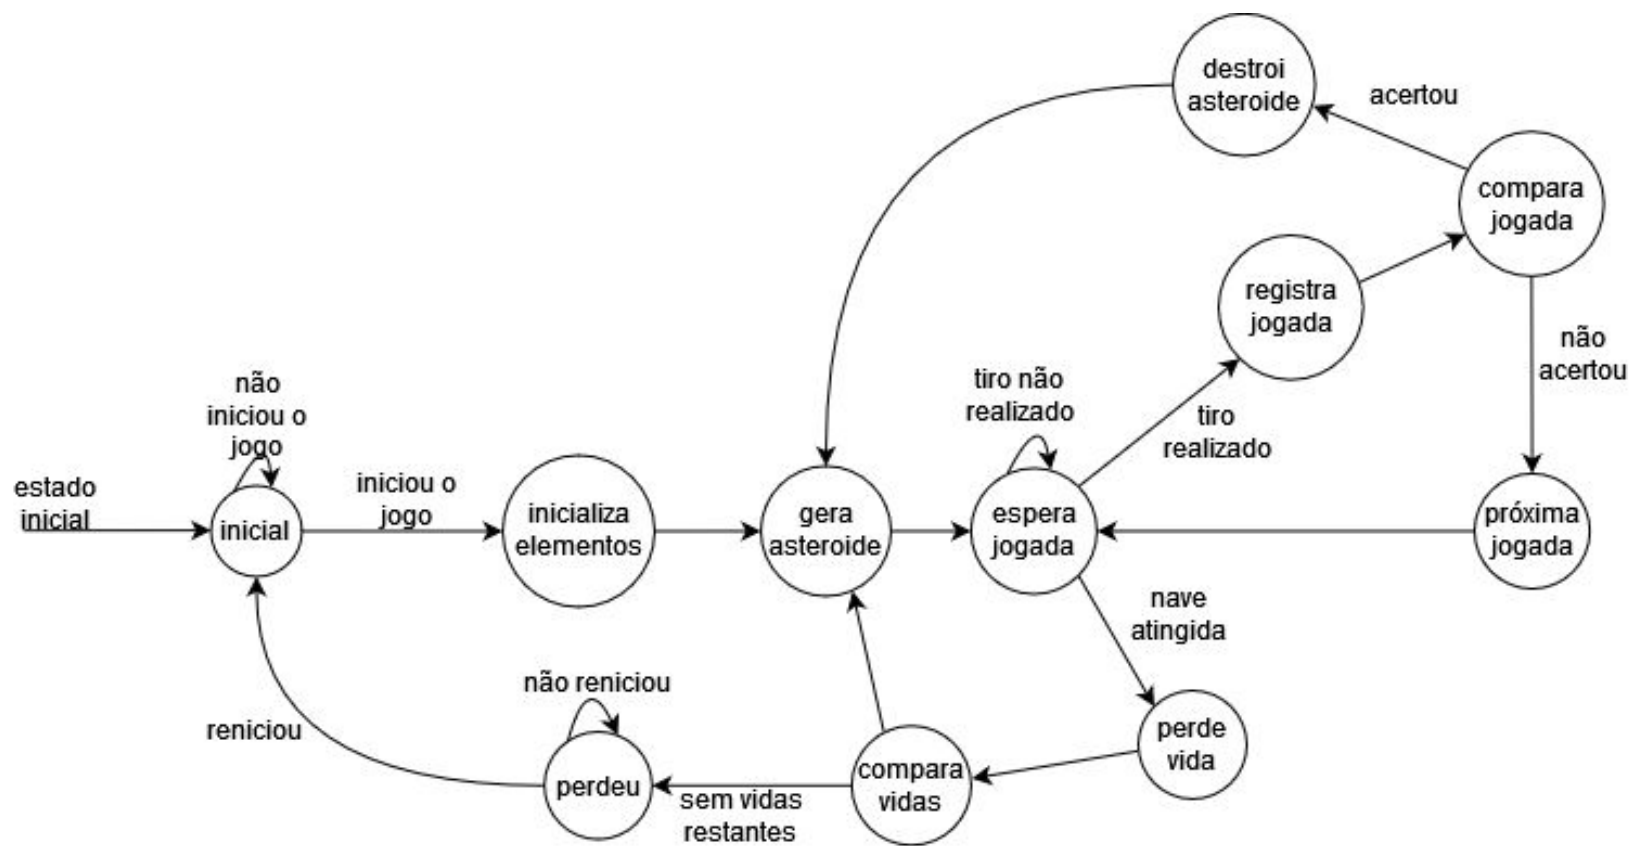 destroi
asteroide
acertou
compara
jogada
registra
jogada
não
acertou
não
iniciou o
jogo
tiro não
realizado
tiro
realizado
estado
inicial
iniciou o
jogo
inicial
inicializa
elementos
gera
asteroide
espera
jogada
próxima
jogada
nave
atingida
não reniciou
reniciou
perdeu
sem vidas
restantes
compara
vidas
perde
vida